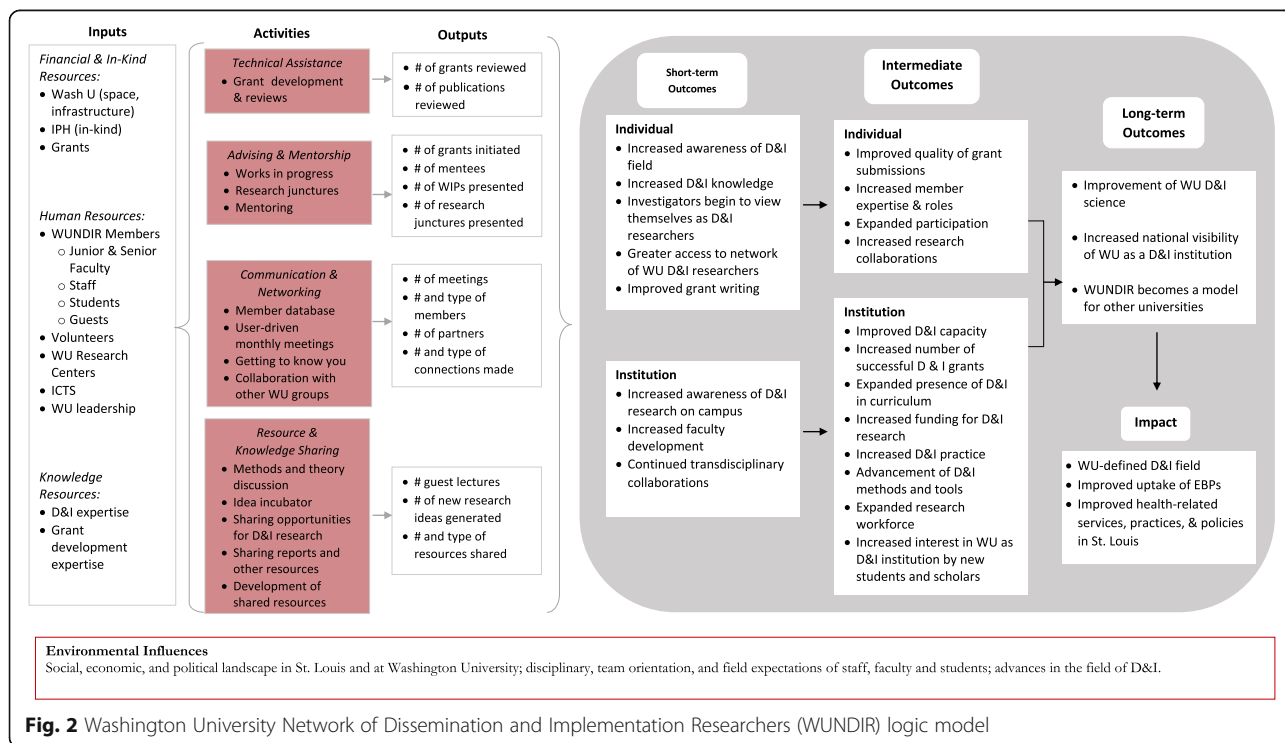 Inputs
Financial & In-Kind
Resources:
• Wash U (space,
infrastructure)
• IPH (in-kind)
• Grants
Human Resources:
• WUNDIR Members
o Junior & Senior
Faculty
o Staff
o Students
o Guests
• Volunteers
• WU Research
Centers
• ICTS
• WU leadership
Knowledge
Resources:
• D&I expertise
• Grant
development
expertise
Activities
Technical Assistance
• Grant development
& reviews
Advising & Mentorship
• Works in progress
• Research junctures
• Mentoring
Communication &
Networking
• Member database
• User-driven
monthly meetings
• Getting to know you
• Collaboration with
other WU groups
Resource &
Knowledge Sharing
• Methods and theory
discussion
• Idea incubator
• Sharing opportunities
for D&I research
• Sharing reports and
other resources
• Development of
shared resources
Outputs
• # of grants reviewed
• # of publications
reviewed
• # of grants initiated
• # of mentees
• # of WIPs presented
• # of research
junctures presented
• # of meetings
• # and type of
members
• # of partners
• # and type of
connections made
• # guest lectures
• # of new research
ideas generated
• # and type of
resources shared
Short-term
Outcomes
Individual
• Increased awareness of D&I
field
• Increased D&I knowledge
• Investigators begin to view
themselves as D&I
researchers
• Greater access to network
of WU D&I researchers
• Improved grant writing
Institution
• Increased awareness of D&I
research on campus
• Increased faculty
development
• Continued transdisciplinary
collaborations
Intermediate
Outcomes
Individual
• Improved quality of grant
submissions
• Increased member
expertise & roles
• Expanded participation
• Increased research
collaborations
Institution
• Improved D&I capacity
• Increased number of
successful D & I grants
• Expanded presence of D&I
in curriculum
• Increased funding for D&I
research
• Increased D&I practice
• Advancement of D&I
methods and tools
• Expanded research
workforce
• Increased interest in WU as
D&I institution by new
students and scholars
Long-term
Outcomes
• Improvement of WU D&I
science
• Increased national visibility
of WU as a D&I institution
• WUNDIR becomes a model
for other universities
Impact
• WU-defined D&I field
• Improved uptake of EBPs
• Improved health-related
services, practices, & policies
in St. Louis
Environmental Influences
Social, economic, and political landscape in St. Louis and at Washington University; disciplinary, team orientation, and field expectations of staff, faculty and students; advances in the field of D&I.
Fig. 2 Washington University Network of Dissemination and Implementation Researchers (WUNDIR) logic model